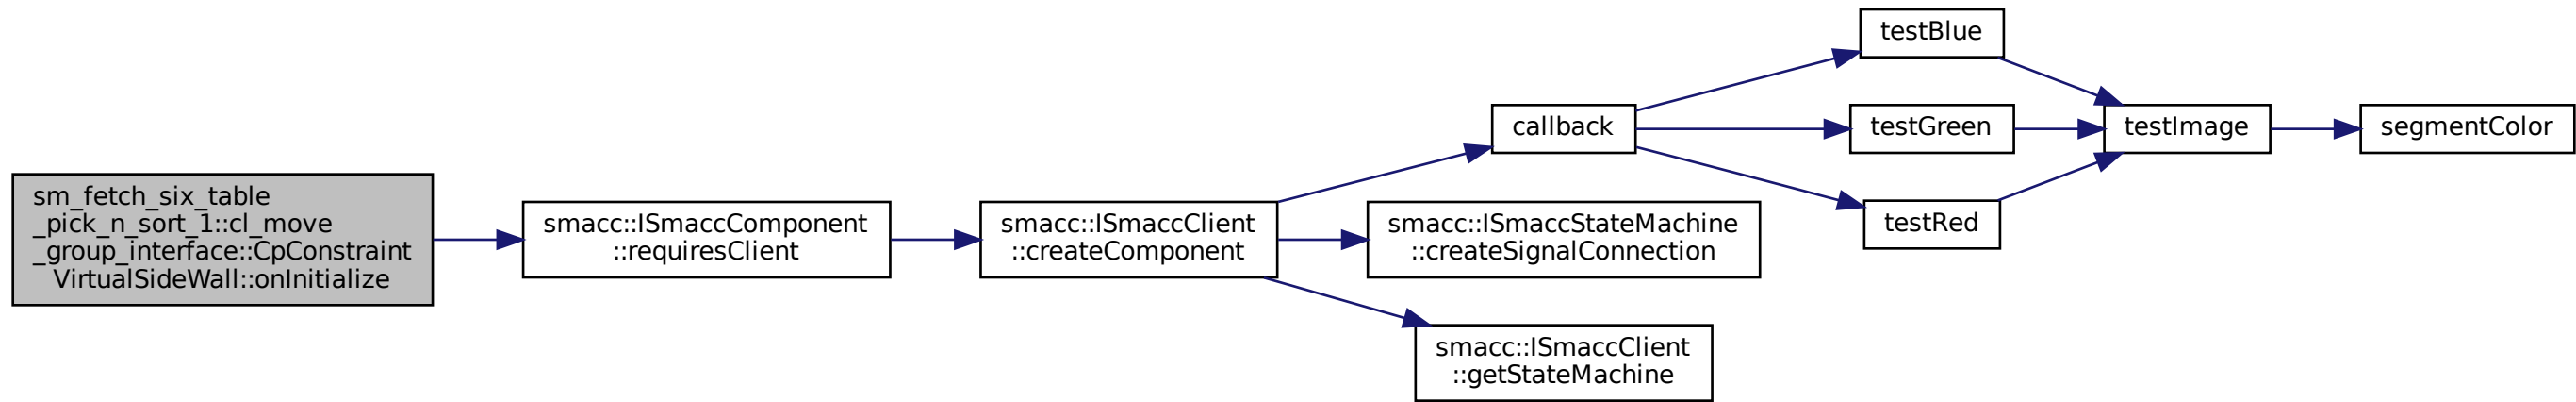 sm_fetch_six_table
_pick_n_sort_1::cl_move
_group_interface::CpConstraint
VirtualSideWall::onInitialize
smacc::ISmaccComponent
::requiresClient
smacc::ISmaccClient
::createComponent
callback
smacc::ISmaccStateMachine
::createSignalConnection
smacc::ISmaccClient
::getStateMachine
testBlue
testGreen
testRed
testImage
segmentColor